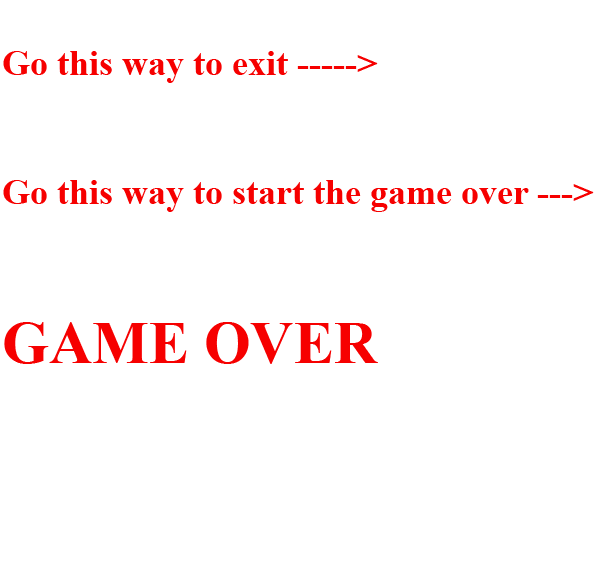 Go this way to exit ----->
Go this way to start the game over --->
GAME OVER